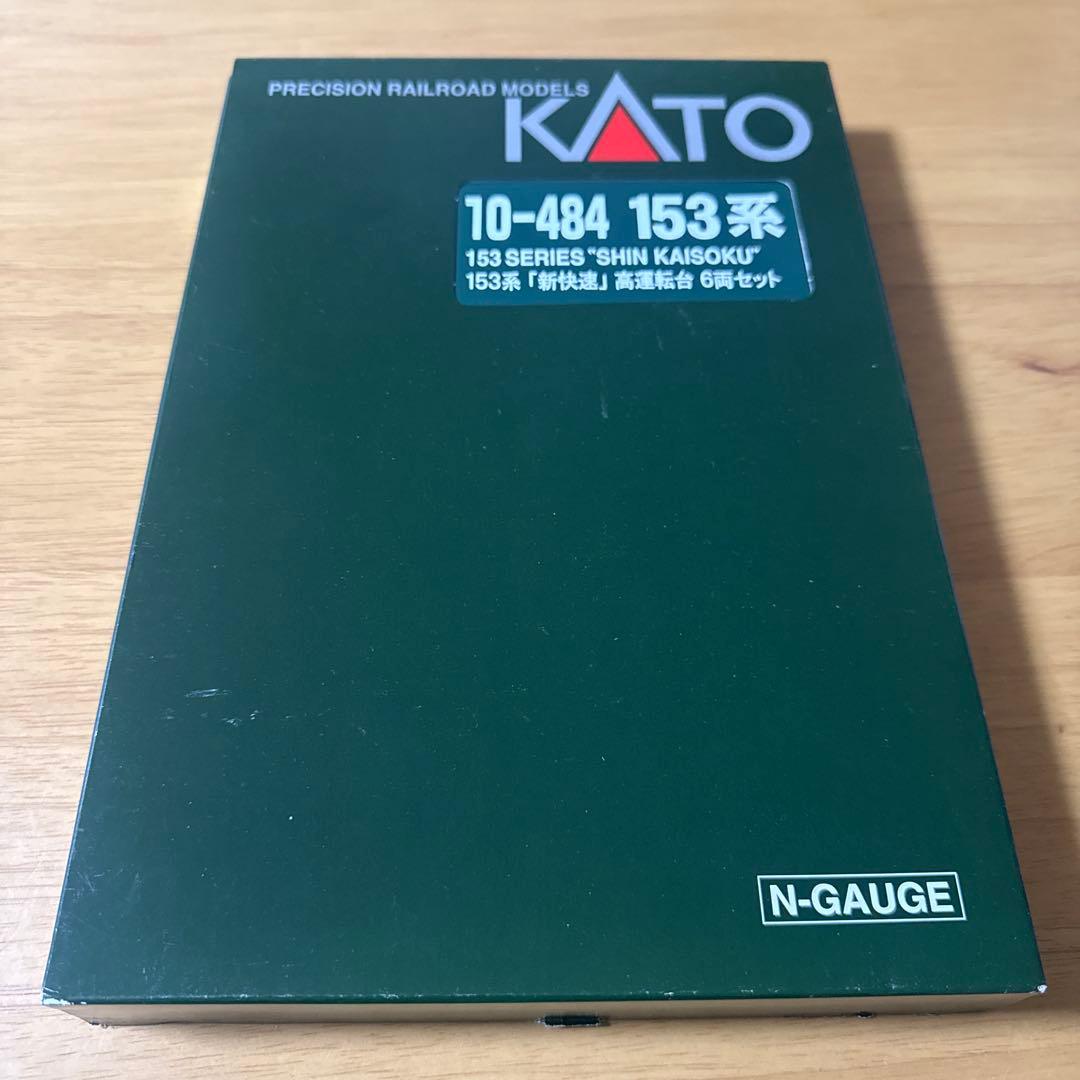 PRECISION RAILROAD MODELS
KATO
10-484 153系
153 SERIES "SHIN KAISOKU"
153系「新快速」高運転台 6両セット
N-GAUGE